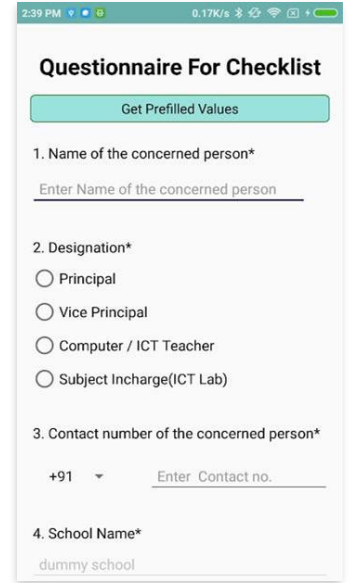 2:39 PM 0.17K/s
Questionnaire For Checklist
Get Prefilled Values
1. Name of the concerned person*
Enter Name of the concerned person
2. Designation*
Principal
Vice Principal
Computer / ICT Teacher
Subject Incharge(ICT Lab)
3. Contact number of the concerned person*
+91 Enter Contact no.
4. School Name*
dummy school